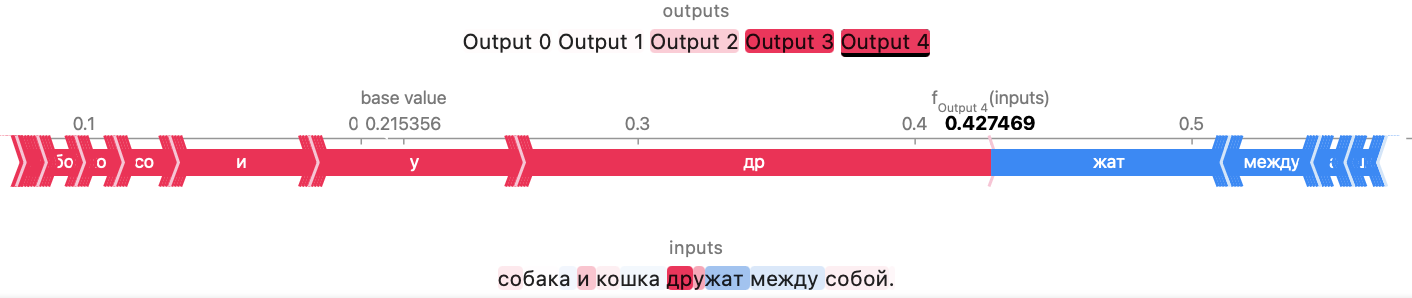 outputs
Output 0 Output 1 Output 2 Output 3 Output 4
base value f Output 4 (inputs)
0.1 0 0.215356 0.3 0.4 0.427469 0.5
о со и у др жат между
inputs
собака и кошка дружат между собой.